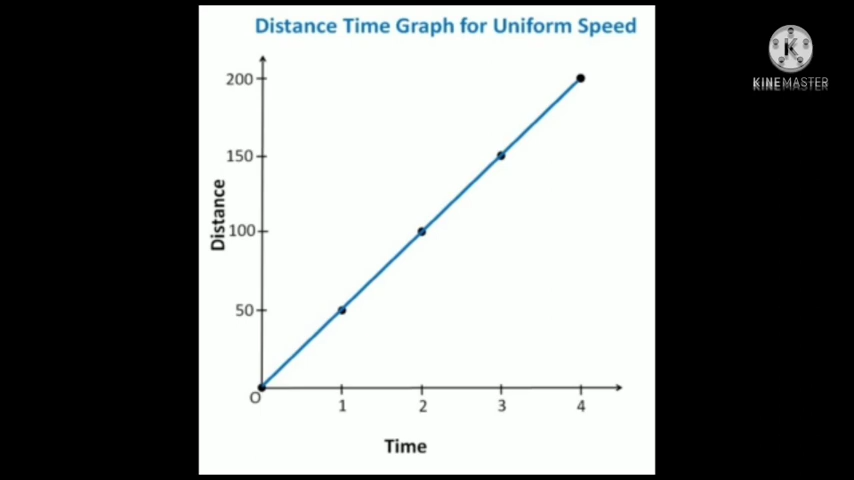 Distance Time Graph for Uniform Speed
K
KINEMASTER
200
150
100
50
Distance
O
1
2
3
4
Time